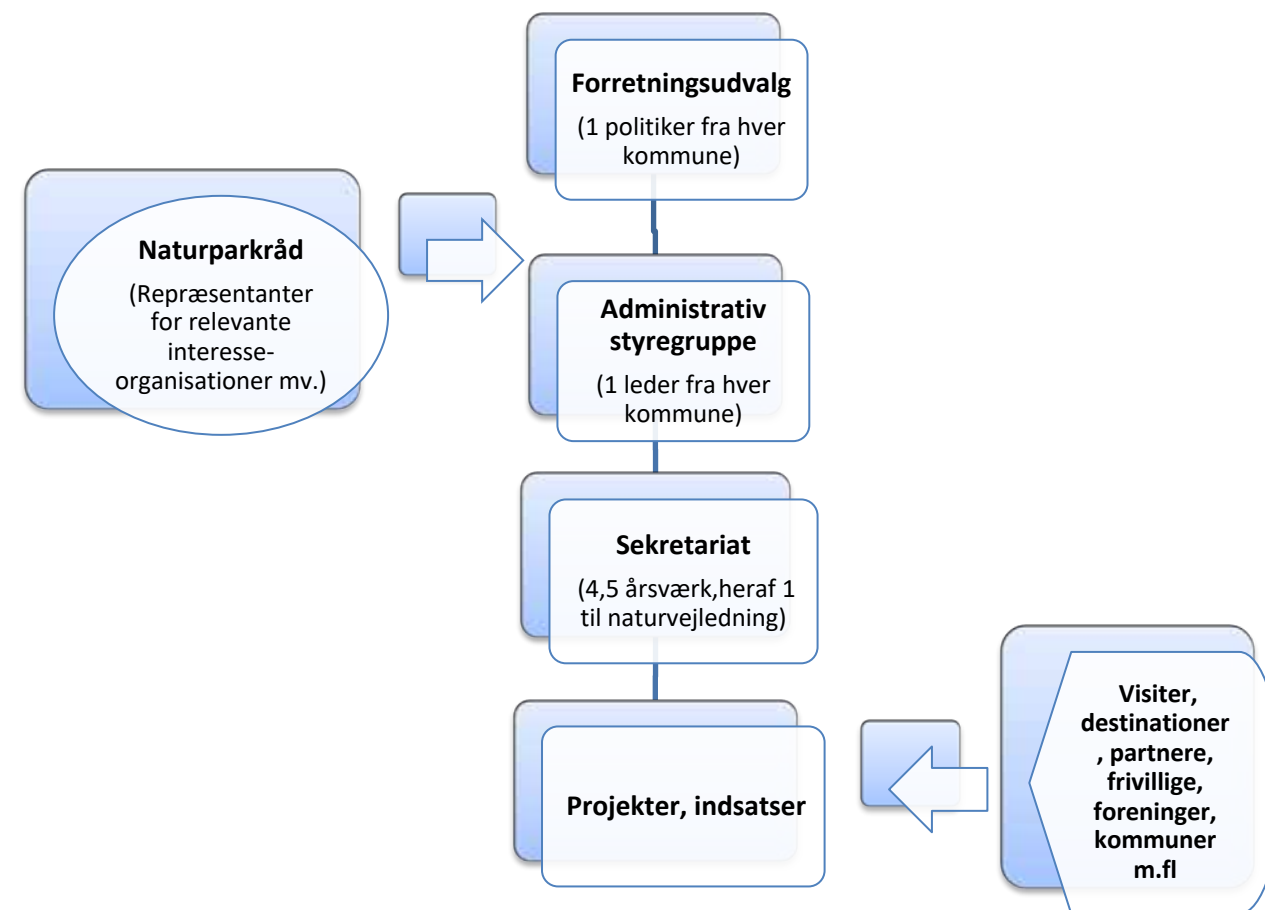 Forretningsudvalg
(1 politiker fra hver
kommune)
Naturparkråd
(Repræsentanter
for relevante
interesse-
organisationer mv.)
Administrativ
styregruppe
(1 leder fra hver
kommune)
Sekretariat
(4,5 årsværk,heraf 1
til naturvejledning)
Projekter, indsatser
Visiter,
destinationer
, partnere,
frivillige,
foreninger,
kommuner
m.fl